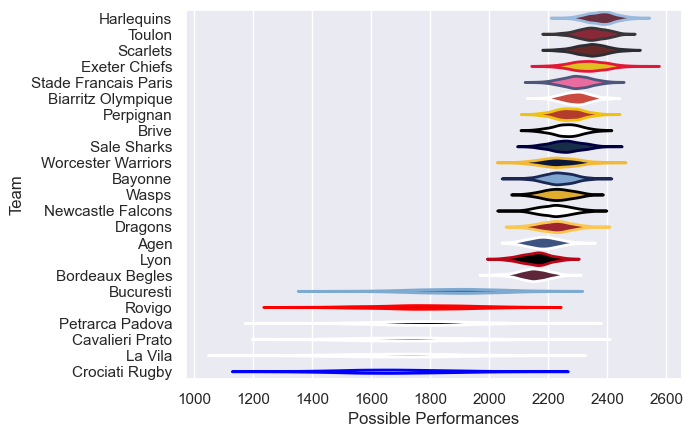 Harlequins
Toulon
Scarlets
Exeter Chiefs
Stade Francais Paris
Biarritz Olympique
Perpignan
Brive
Sale Sharks
Worcester Warriors
Bayonne
Wasps
Newcastle Falcons
Dragons
Agen
Lyon
Bordeaux Begles
Bucuresti
Rovigo
Petrarca Padova
Cavalieri Prato
La Vila
Crociati Rugby
Team
1000 1200 1400 1600 1800 2000 2200 2400 2600
Possible Performances